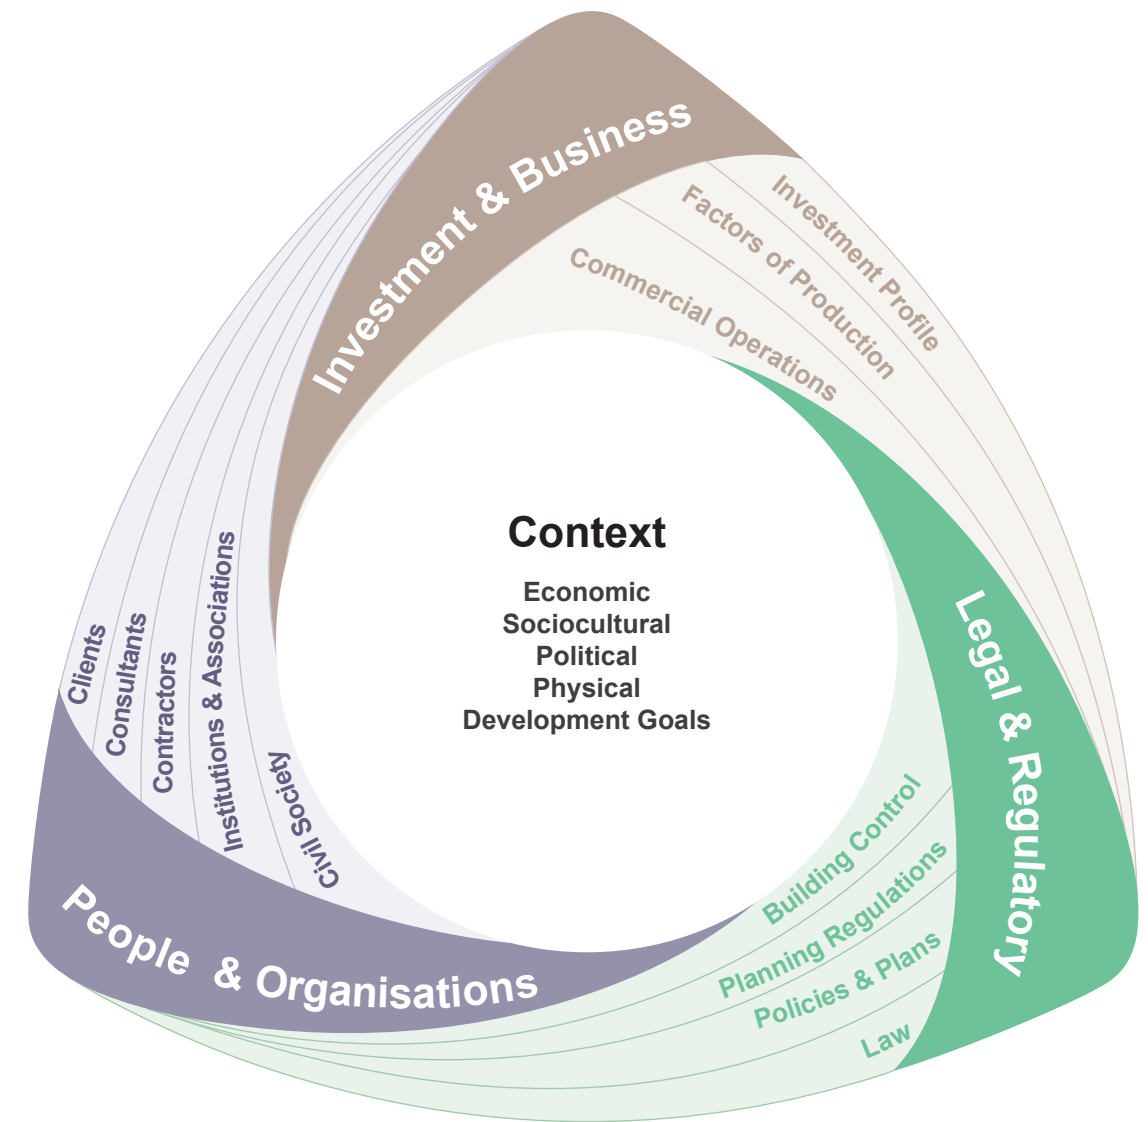 Investment & Business
Investment Profile
Factors of Production
Commercial Operations
Context
Economic
Sociocultural
Political
Physical
Development Goals
Legal & Regulatory
Building Control
Planning Regulations
Policies & Plans
Law
Clients
Consultants
Contractors
Institutions & Associations
Civil Society
People & Organisations